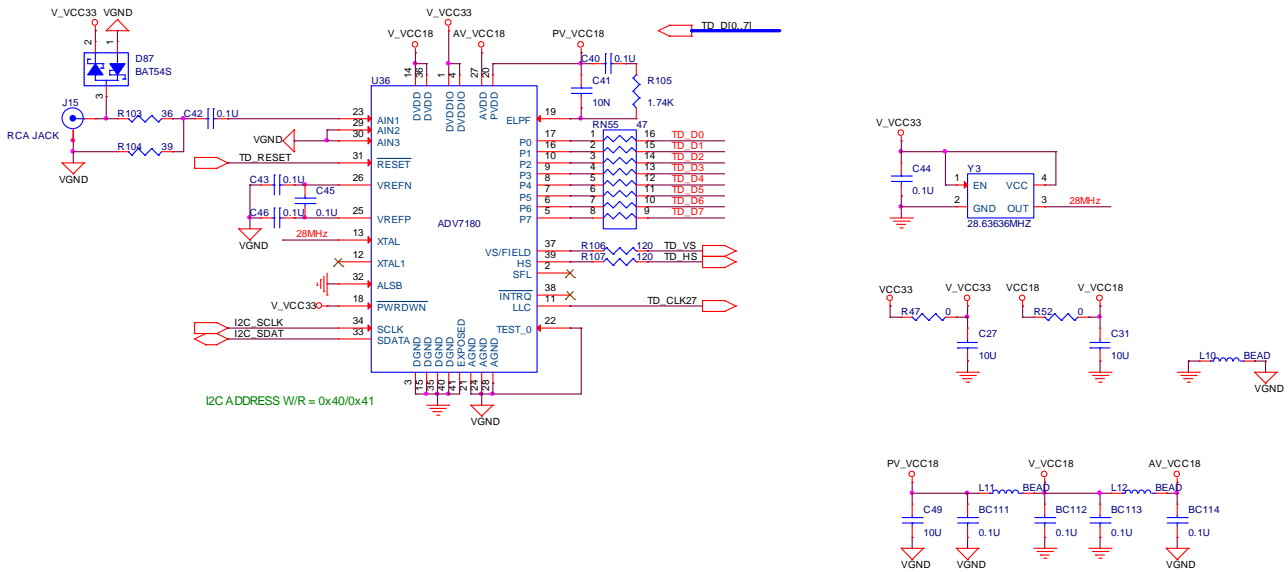 V_VCC33 VGND
2 1
D87
BAT54S
3
J15
RCA JACK
VGND
R103 36
R104 39
C42 0.1U
V_VCC33
V_VCC18 AV_VCC18 PV_VCC18
TD_D[0..7]
C40 0.1U
C41
10N
R105
1.74K
U36
14 36 1 4 27 20
DVDD DVDD DVDDIO DVDDIO AVDD PVDD
23 AIN1
29 AIN2
30 AIN3
VGND
TD_RESET 31 RESET
26 VREFN
C43 0.1U
C45
0.1U
C46 0.1U
25 VREFP
VGND
28MHz 13 XTAL
12 XTAL1
32 ALSB
V_VCC33 18 PWRDWN
I2C_SCLK 34 SCLK
I2C_SDAT 33 SDATA
ADV7180
ELPF 19
RN55 47
P0 17 1 16 TD_D0
P1 16 2 15 TD_D1
P2 10 3 14 TD_D2
P3 9 4 13 TD_D3
P4 8 5 12 TD_D4
P5 7 6 11 TD_D5
P6 6 7 10 TD_D6
P7 5 8 9 TD_D7
VS/FIELD 37 R106 120 TD_VS
HS 39 R107 120 TD_HS
SFL 2
INTRQ 38
LLC 11 TD_CLK27
TEST_0 22
DGND DGND DGND DGND EXPOSED AGND AGND AGND
3 15 35 40 41 21 24 28
VGND
I2C ADDRESS W/R = 0x40/0x41
V_VCC33
C44
0.1U
Y3
1 EN VCC 4
2 GND OUT 3 28MHz
28.63636MHZ
VCC33 V_VCC33 VCC18 V_VCC18
R47 0 R52 0
C27
10U
C31
10U
L10 BEAD
VGND
PV_VCC18 V_VCC18 AV_VCC18
L11 BEAD L12 BEAD
C49 BC111 BC112 BC113 BC114
10U 0.1U 0.1U 0.1U 0.1U
VGND VGND VGND